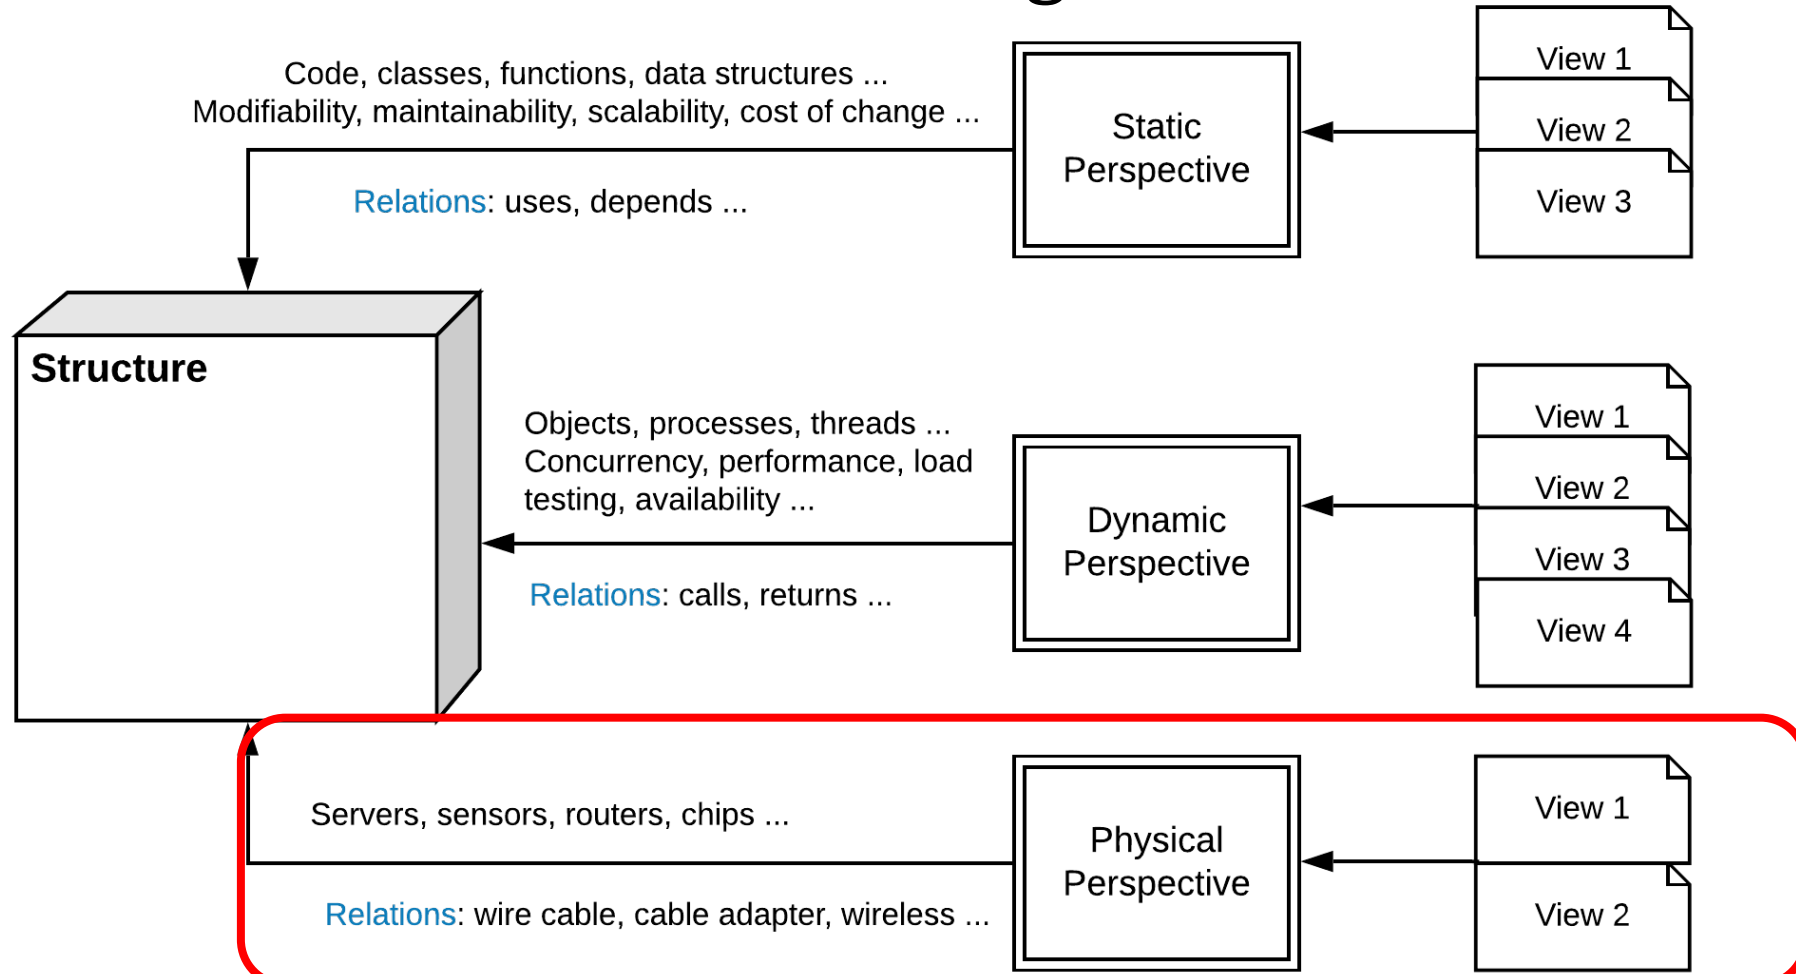 Code, classes, functions, data structures ...
Modifiability, maintainability, scalability, cost of change ...
Relations: uses, depends ...
Static
Perspective
View 1
View 2
View 3
Structure
Objects, processes, threads ...
Concurrency, performance, load
testing, availability ...
Relations: calls, returns ...
Dynamic
Perspective
View 1
View 2
View 3
View 4
Servers, sensors, routers, chips ...
Relations: wire cable, cable adapter, wireless ...
Physical
Perspective
View 1
View 2